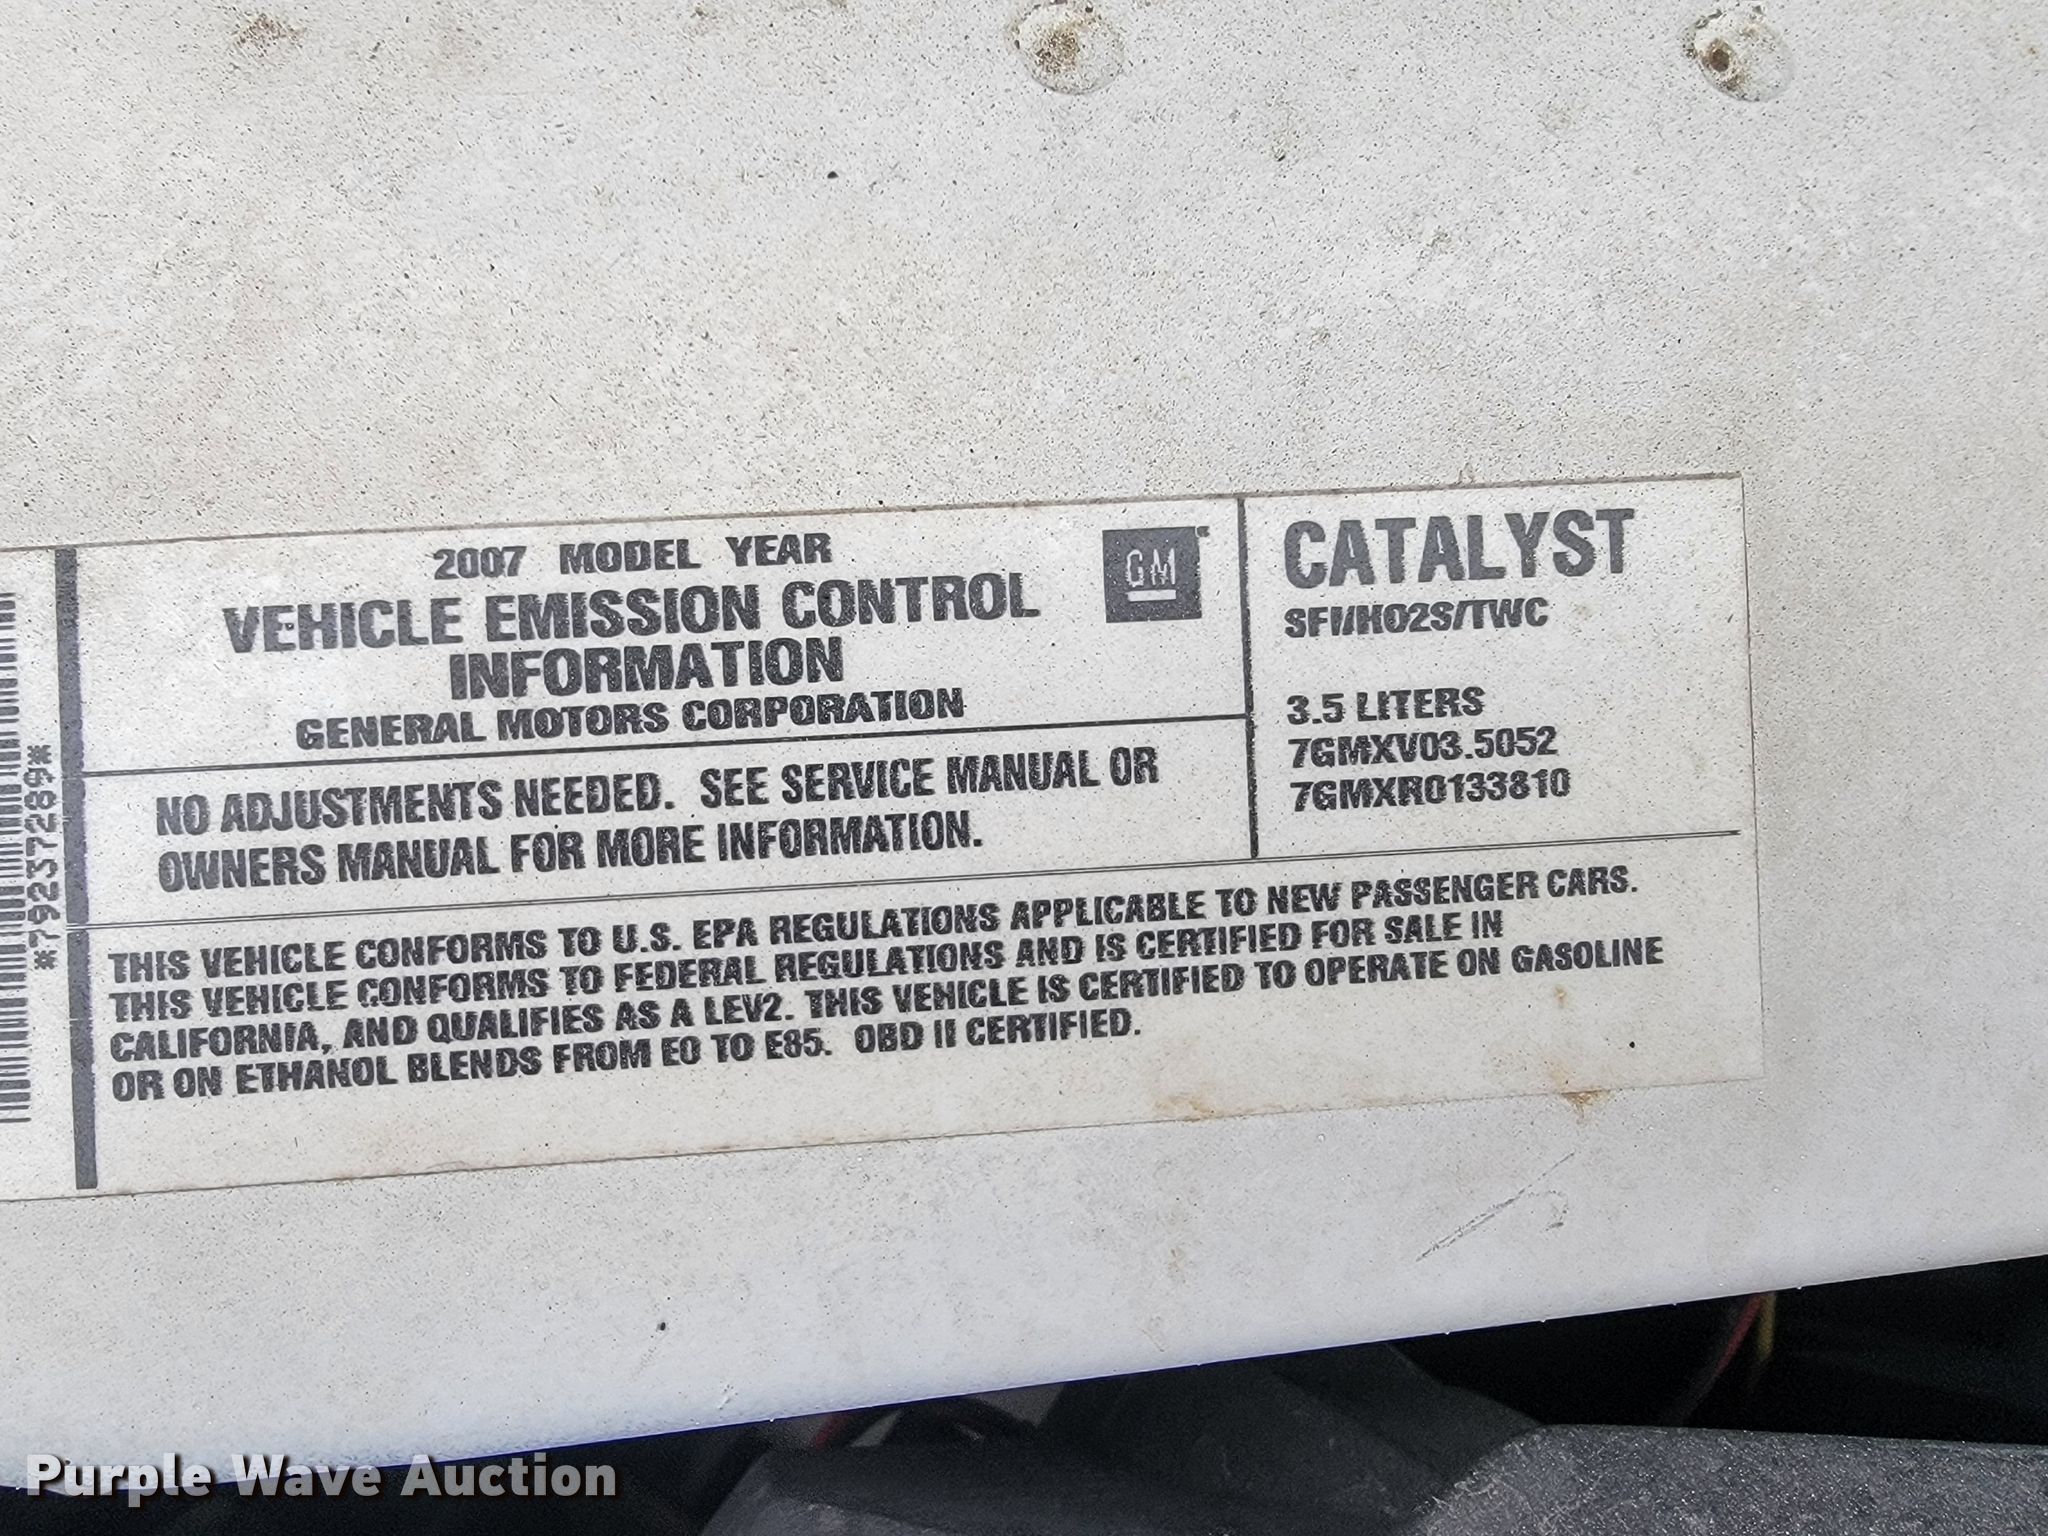 *79237289*
2007 MODEL YEAR
VEHICLE EMISSION CONTROL
INFORMATION
GENERAL MOTORS CORPORATION
GM
NO ADJUSTMENTS NEEDED. SEE SERVICE MANUAL OR
OWNERS MANUAL FOR MORE INFORMATION.
CATALYST
SFI/HO2S/TWC
3.5 LITERS
7GMXV03.5052
7GMXR0133810
THIS VEHICLE CONFORMS TO U.S. EPA REGULATIONS APPLICABLE TO NEW PASSENGER CARS.
THIS VEHICLE CONFORMS TO FEDERAL REGULATIONS AND IS CERTIFIED FOR SALE IN
CALIFORNIA, AND QUALIFIES AS A LEV2. THIS VEHICLE IS CERTIFIED TO OPERATE ON GASOLINE
OR ON ETHANOL BLENDS FROM E0 TO E85. OBD II CERTIFIED.
Purple Wave Auction